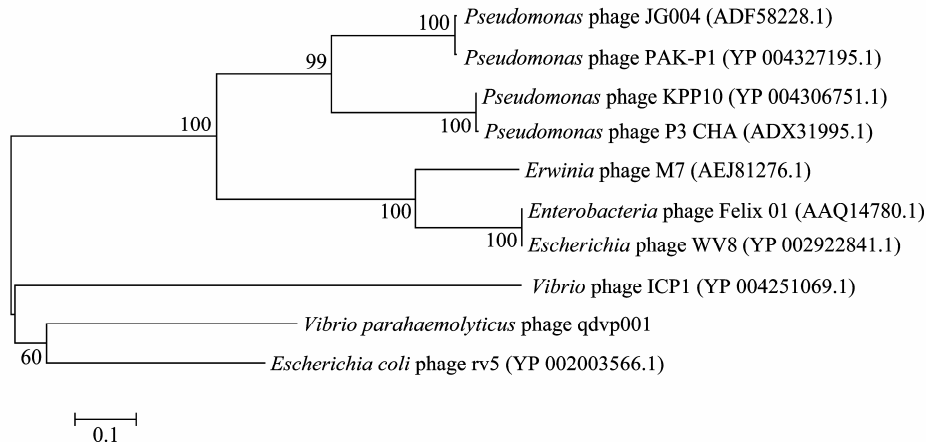 100 Pseudomonas phage JG004 (ADF58228.1)
99 Pseudomonas phage PAK-P1 (YP 004327195.1)
Pseudomonas phage KPP10 (YP 004306751.1)
100
100 Pseudomonas phage P3 CHA (ADX31995.1)
Erwinia phage M7 (AEJ81276.1)
100 Enterobacteria phage Felix 01 (AAQ14780.1)
100 Escherichia phage WV8 (YP 002922841.1)
Vibrio phage ICP1 (YP 004251069.1)
Vibrio parahaemolyticus phage qdvp001
60 Escherichia coli phage rv5 (YP 002003566.1)
0.1